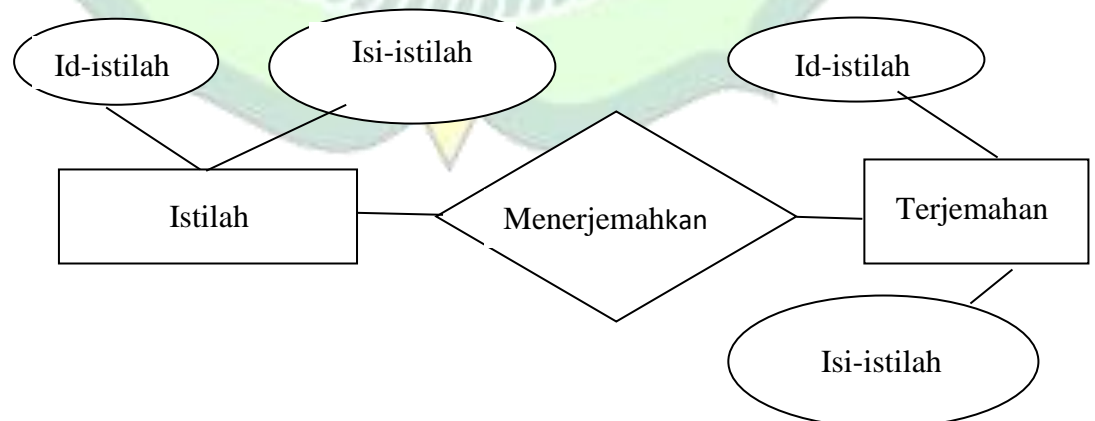 Id-istilah
Isi-istilah
Id-istilah
Istilah
Menerjemahkan
Terjemahan
Isi-istilah